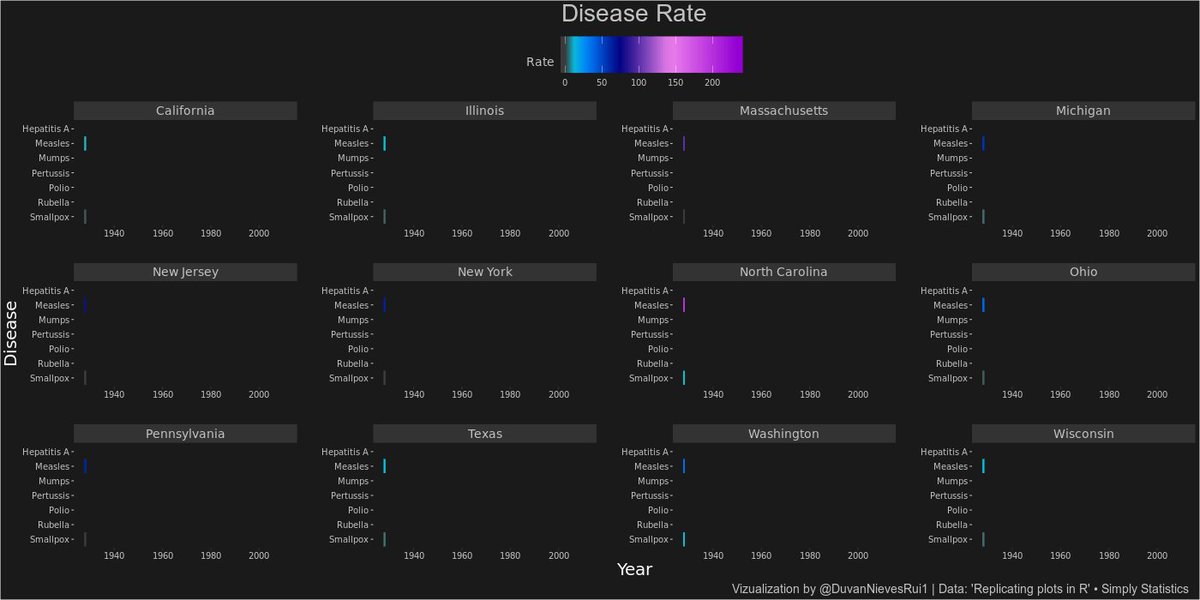 Disease Rate
Rate
0 50 100 150 200
California Illinois Massachusetts Michigan
Hepatitis A Hepatitis A Hepatitis A Hepatitis A
Measles Measles Measles Measles
Mumps Mumps Mumps Mumps
Pertussis Pertussis Pertussis Pertussis
Polio Polio Polio Polio
Rubella Rubella Rubella Rubella
Smallpox Smallpox Smallpox Smallpox
1940 1960 1980 2000 1940 1960 1980 2000 1940 1960 1980 2000 1940 1960 1980 2000
New Jersey New York North Carolina Ohio
Hepatitis A Hepatitis A Hepatitis A Hepatitis A
Measles Measles Measles Measles
Mumps Mumps Mumps Mumps
Pertussis Pertussis Pertussis Pertussis
Polio Polio Polio Polio
Rubella Rubella Rubella Rubella
Smallpox Smallpox Smallpox Smallpox
1940 1960 1980 2000 1940 1960 1980 2000 1940 1960 1980 2000 1940 1960 1980 2000
Disease
Pennsylvania Texas Washington Wisconsin
Hepatitis A Hepatitis A Hepatitis A Hepatitis A
Measles Measles Measles Measles
Mumps Mumps Mumps Mumps
Pertussis Pertussis Pertussis Pertussis
Polio Polio Polio Polio
Rubella Rubella Rubella Rubella
Smallpox Smallpox Smallpox Smallpox
1940 1960 1980 2000 1940 1960 1980 2000 1940 1960 1980 2000 1940 1960 1980 2000
Year
Vizualization by @DuvanNievesRui1 | Data: 'Replicating plots in R' • Simply Statistics